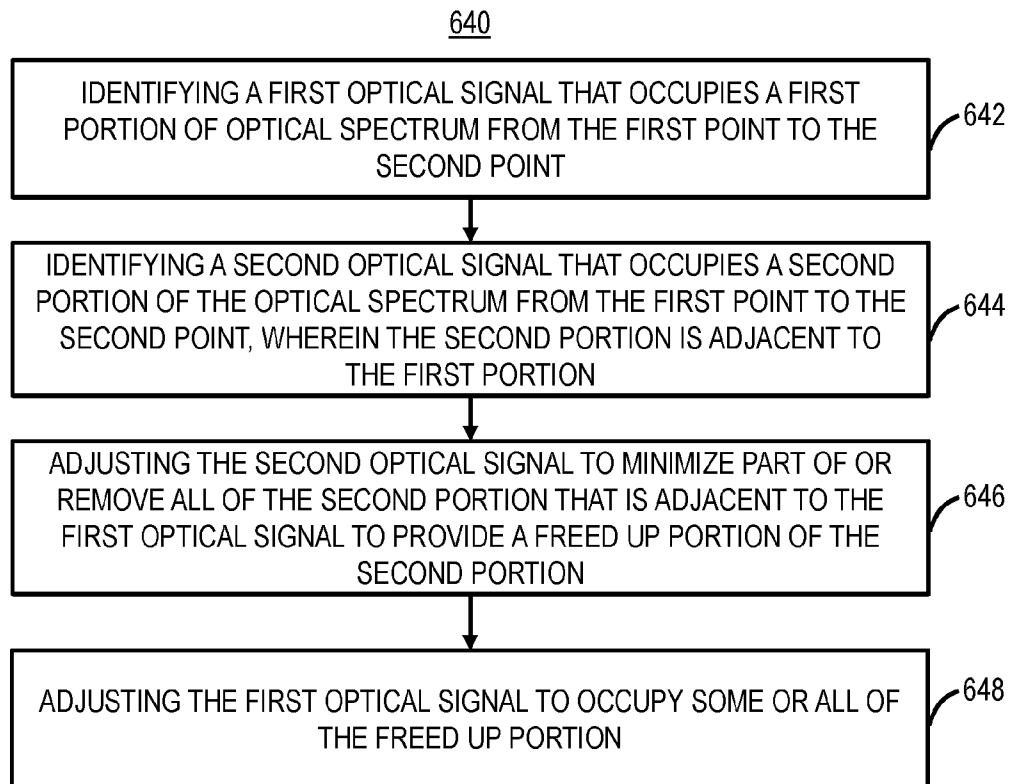 640
IDENTIFYING A FIRST OPTICAL SIGNAL THAT OCCUPIES A FIRST
PORTION OF OPTICAL SPECTRUM FROM THE FIRST POINT TO THE
SECOND POINT
642
IDENTIFYING A SECOND OPTICAL SIGNAL THAT OCCUPIES A SECOND
PORTION OF THE OPTICAL SPECTRUM FROM THE FIRST POINT TO THE
SECOND POINT, WHEREIN THE SECOND PORTION IS ADJACENT TO
THE FIRST PORTION
644
ADJUSTING THE SECOND OPTICAL SIGNAL TO MINIMIZE PART OF OR
REMOVE ALL OF THE SECOND PORTION THAT IS ADJACENT TO THE
FIRST OPTICAL SIGNAL TO PROVIDE A FREED UP PORTION OF THE
SECOND PORTION
646
ADJUSTING THE FIRST OPTICAL SIGNAL TO OCCUPY SOME OR ALL OF
THE FREED UP PORTION
648